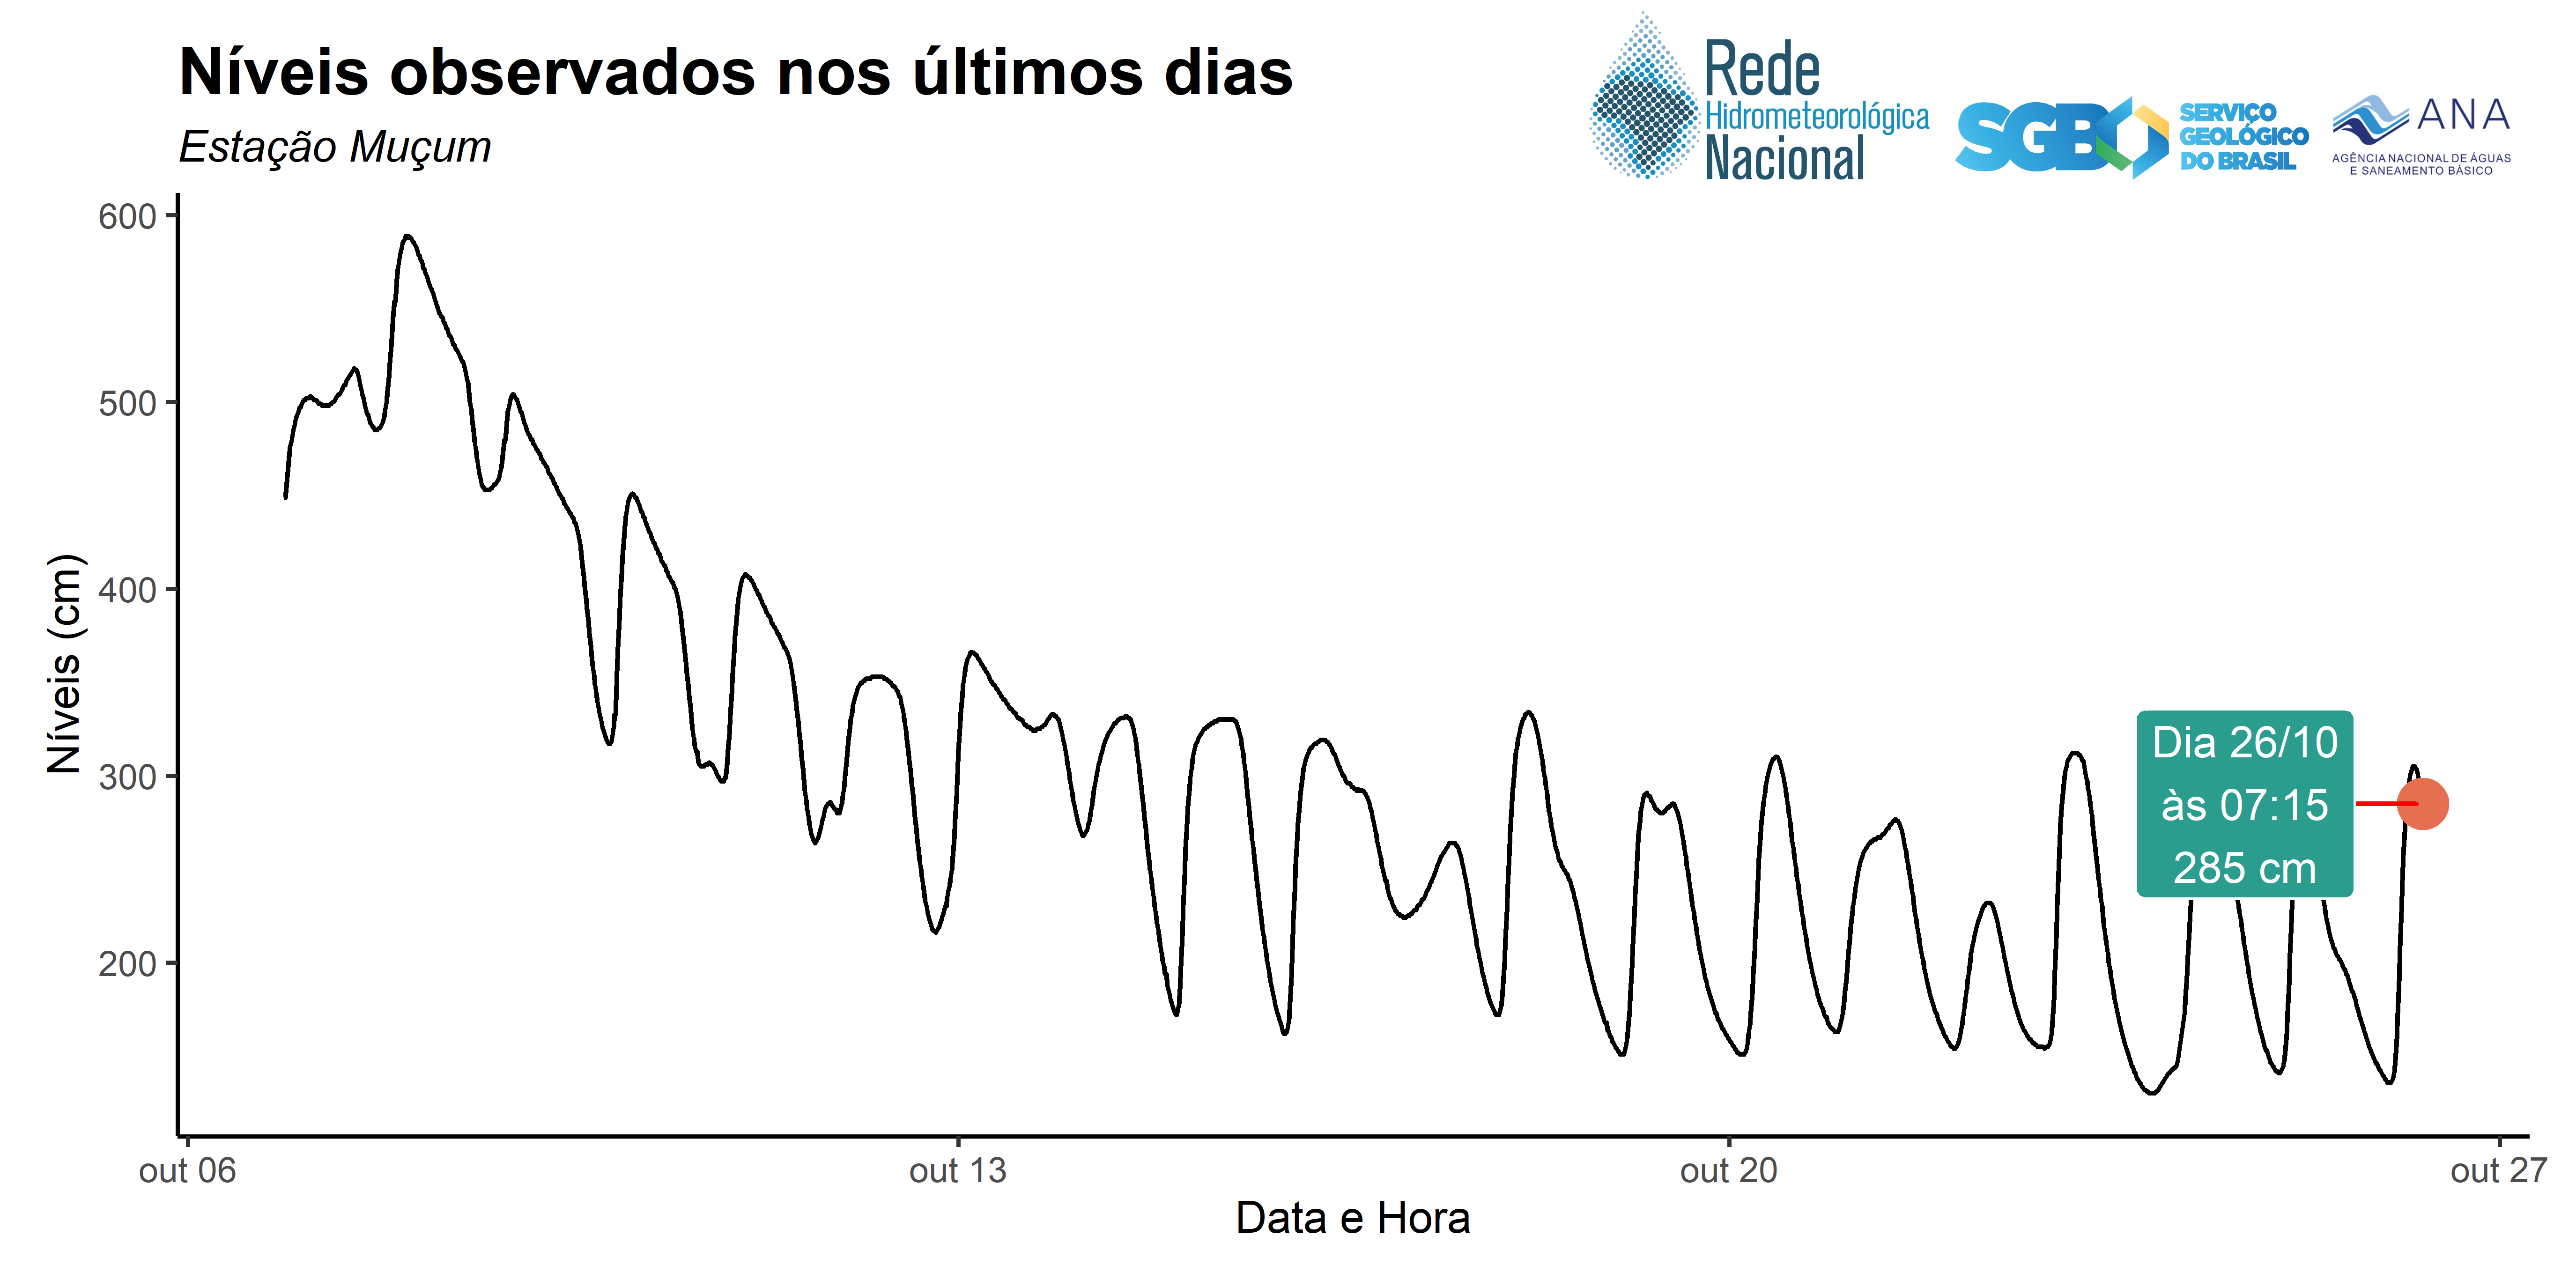 Níveis observados nos últimos dias
Estação Muçum
Rede
Hidrometeorológica
Nacional
SGB
SERVIÇO
GEOLÓGICO
DO BRASIL
ANA
AGÊNCIA NACIONAL DE ÁGUAS
E SANEAMENTO BÁSICO
Níveis (cm)
600
500
400
300
200
Dia 26/10
às 07:15
285 cm
out 06
out 13
out 20
out 27
Data e Hora